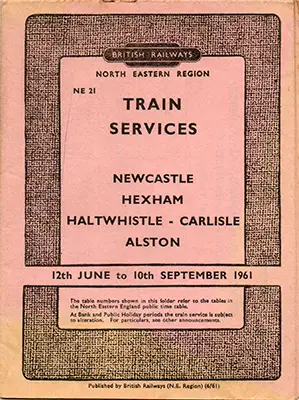 BRITISH RAILWAYS
NORTH EASTERN REGION
NE 21
TRAIN
SERVICES
NEWCASTLE
HEXHAM
HALTWHISTLE - CARLISLE
ALSTON
12th JUNE to 10th SEPTEMBER 1961
The table numbers shown in this folder refer to the tables in
the North Eastern England public time table.
At Bank and Public Holiday periods the train service is subject
to alteration. For particulars, see other announcements.
Published by British Railways (N.E. Region) (6/61)